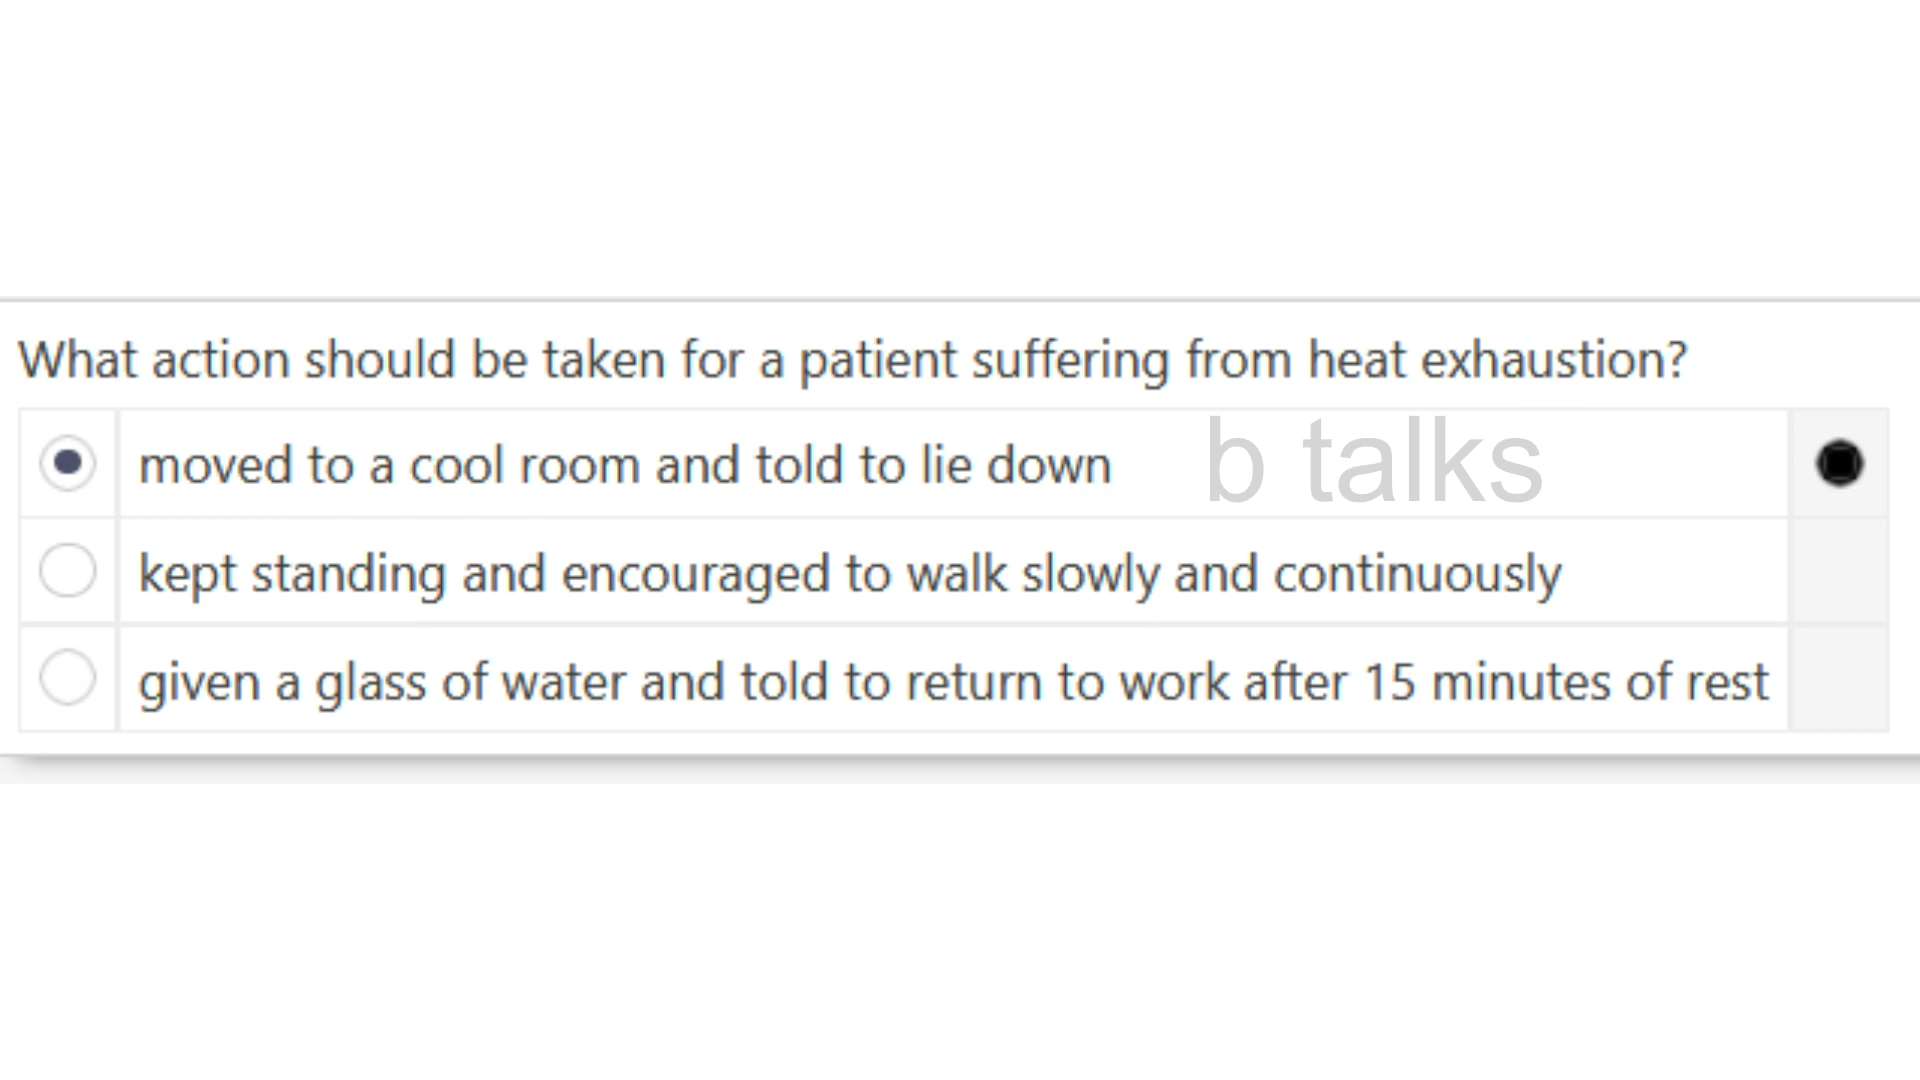 What action should be taken for a patient suffering from heat exhaustion?
moved to a cool room and told to lie down b talks
kept standing and encouraged to walk slowly and continuously
given a glass of water and told to return to work after 15 minutes of rest